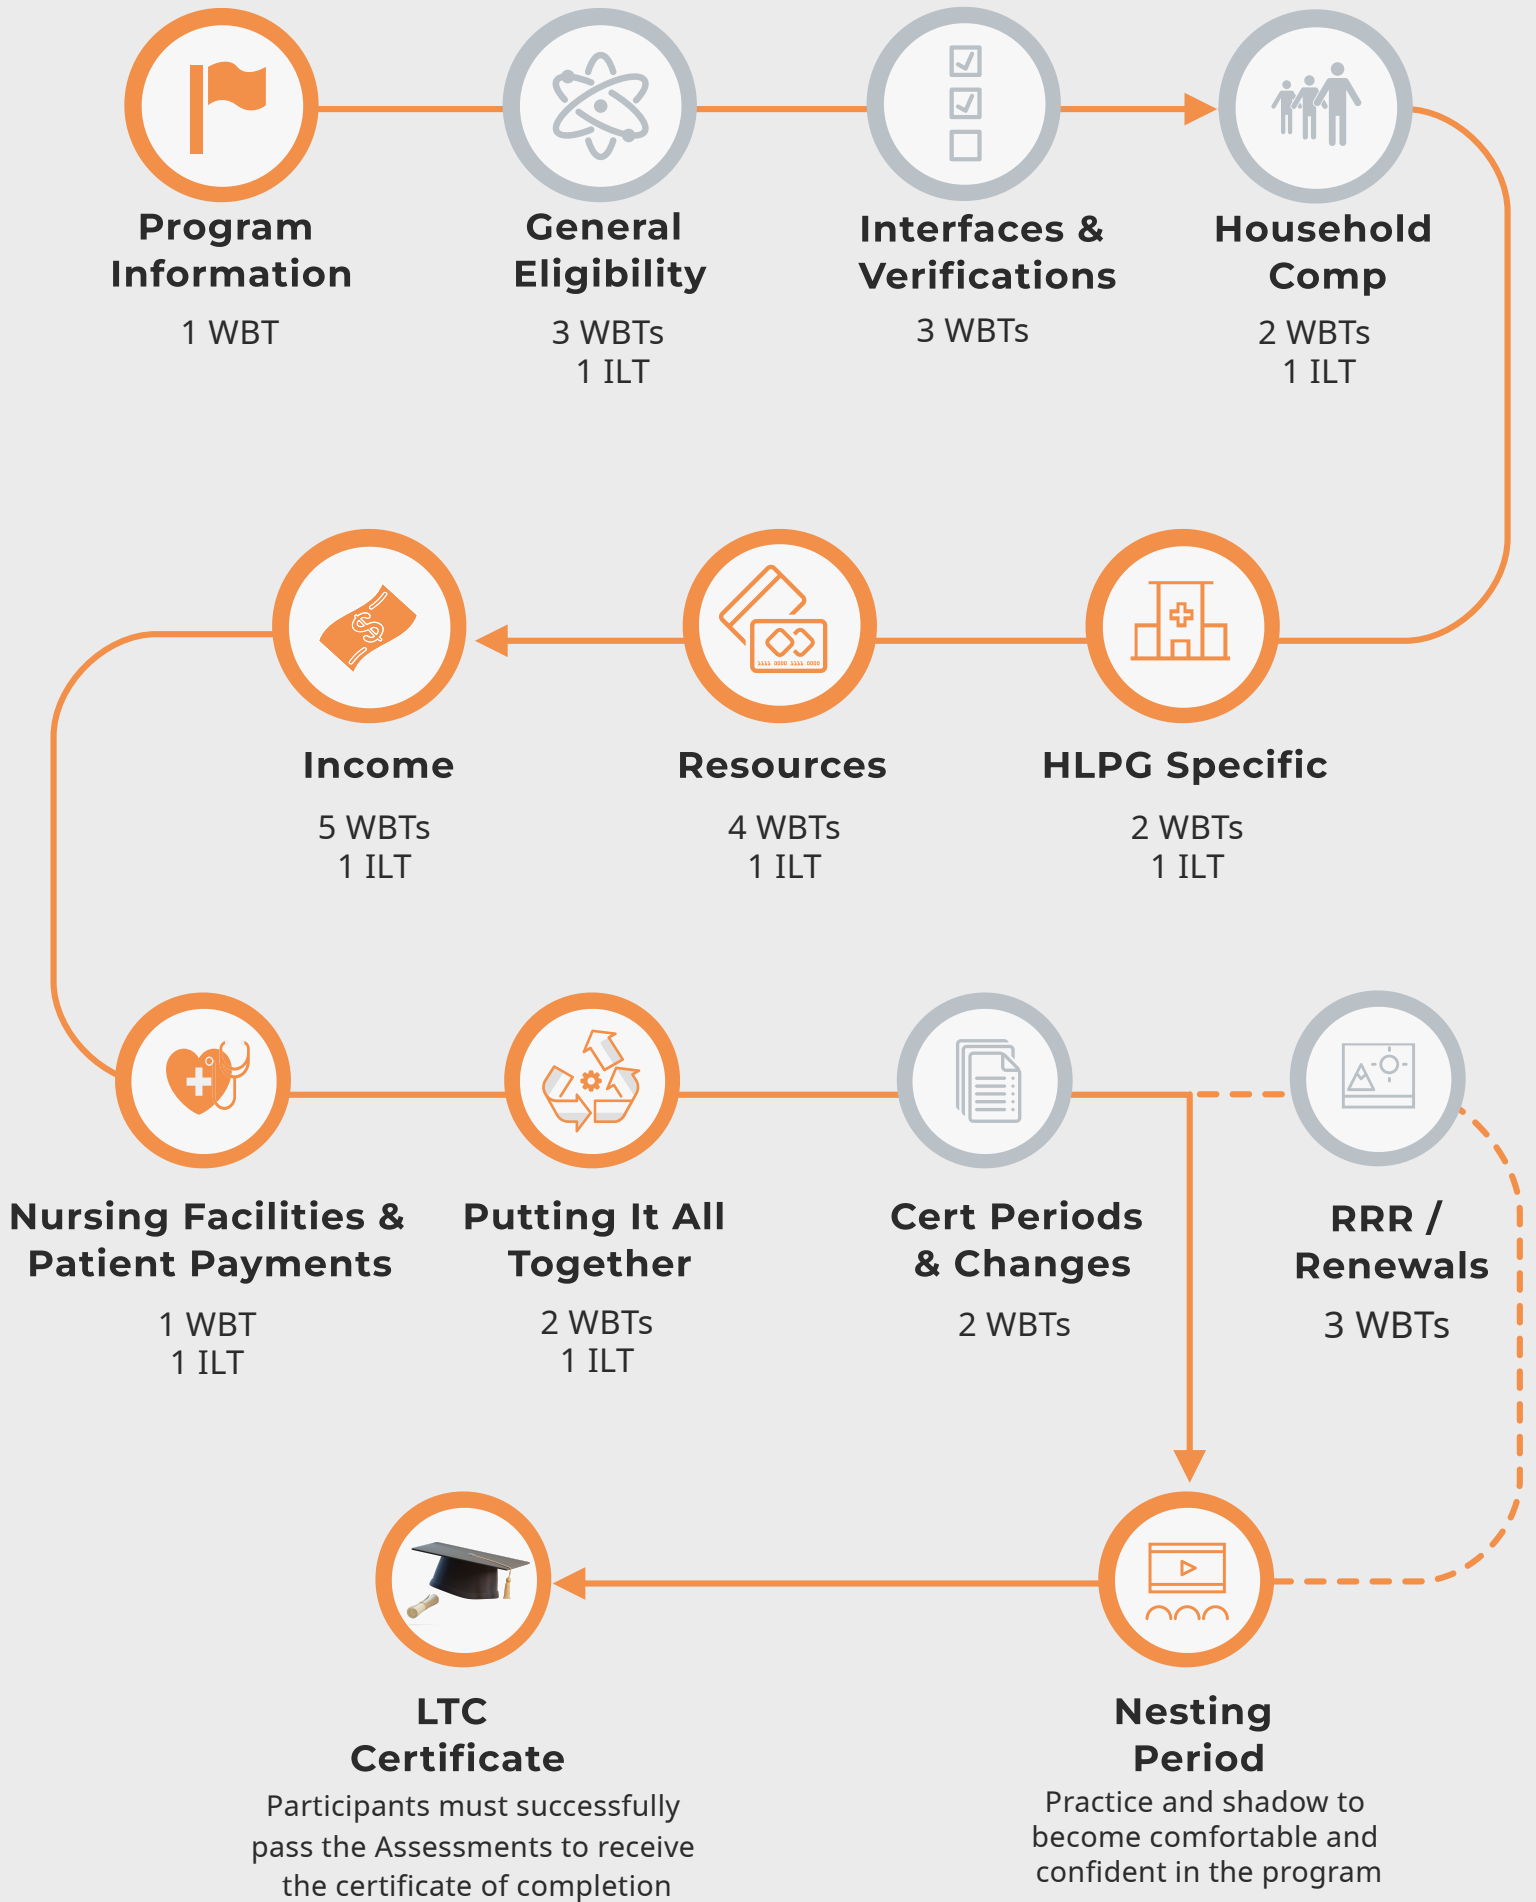 Program
Information
1 WBT
General
Eligibility
3 WBTs
1 ILT
Interfaces &
Verifications
3 WBTs
Household
Comp
2 WBTs
1 ILT
Income
5 WBTs
1 ILT
Resources
4 WBTs
1 ILT
HLPG Specific
2 WBTs
1 ILT
Nursing Facilities &
Patient Payments
1 WBT
1 ILT
Putting It All
Together
2 WBTs
1 ILT
Cert Periods
& Changes
2 WBTs
RRR /
Renewals
3 WBTs
LTC
Certificate
Participants must successfully
pass the Assessments to receive
the certificate of completion
Nesting
Period
Practice and shadow to
become comfortable and
confident in the program